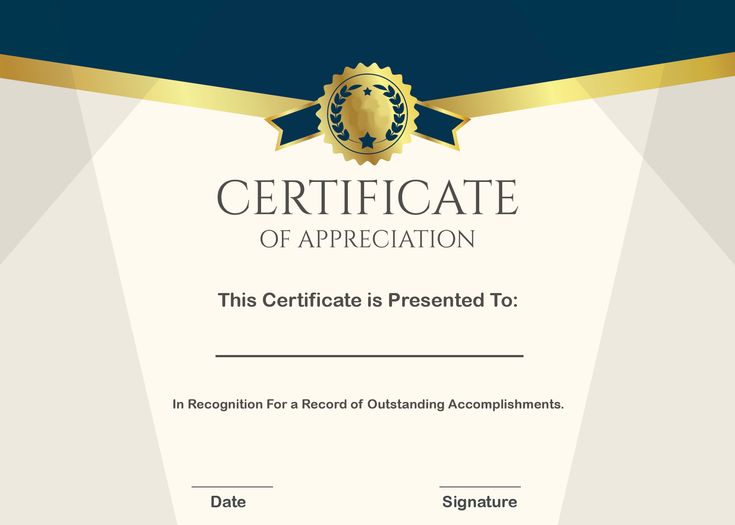 CERTIFICATE
OF APPRECIATION
This Certificate is Presented To:
In Recognition For a Record of Outstanding Accomplishments.
Date Signature